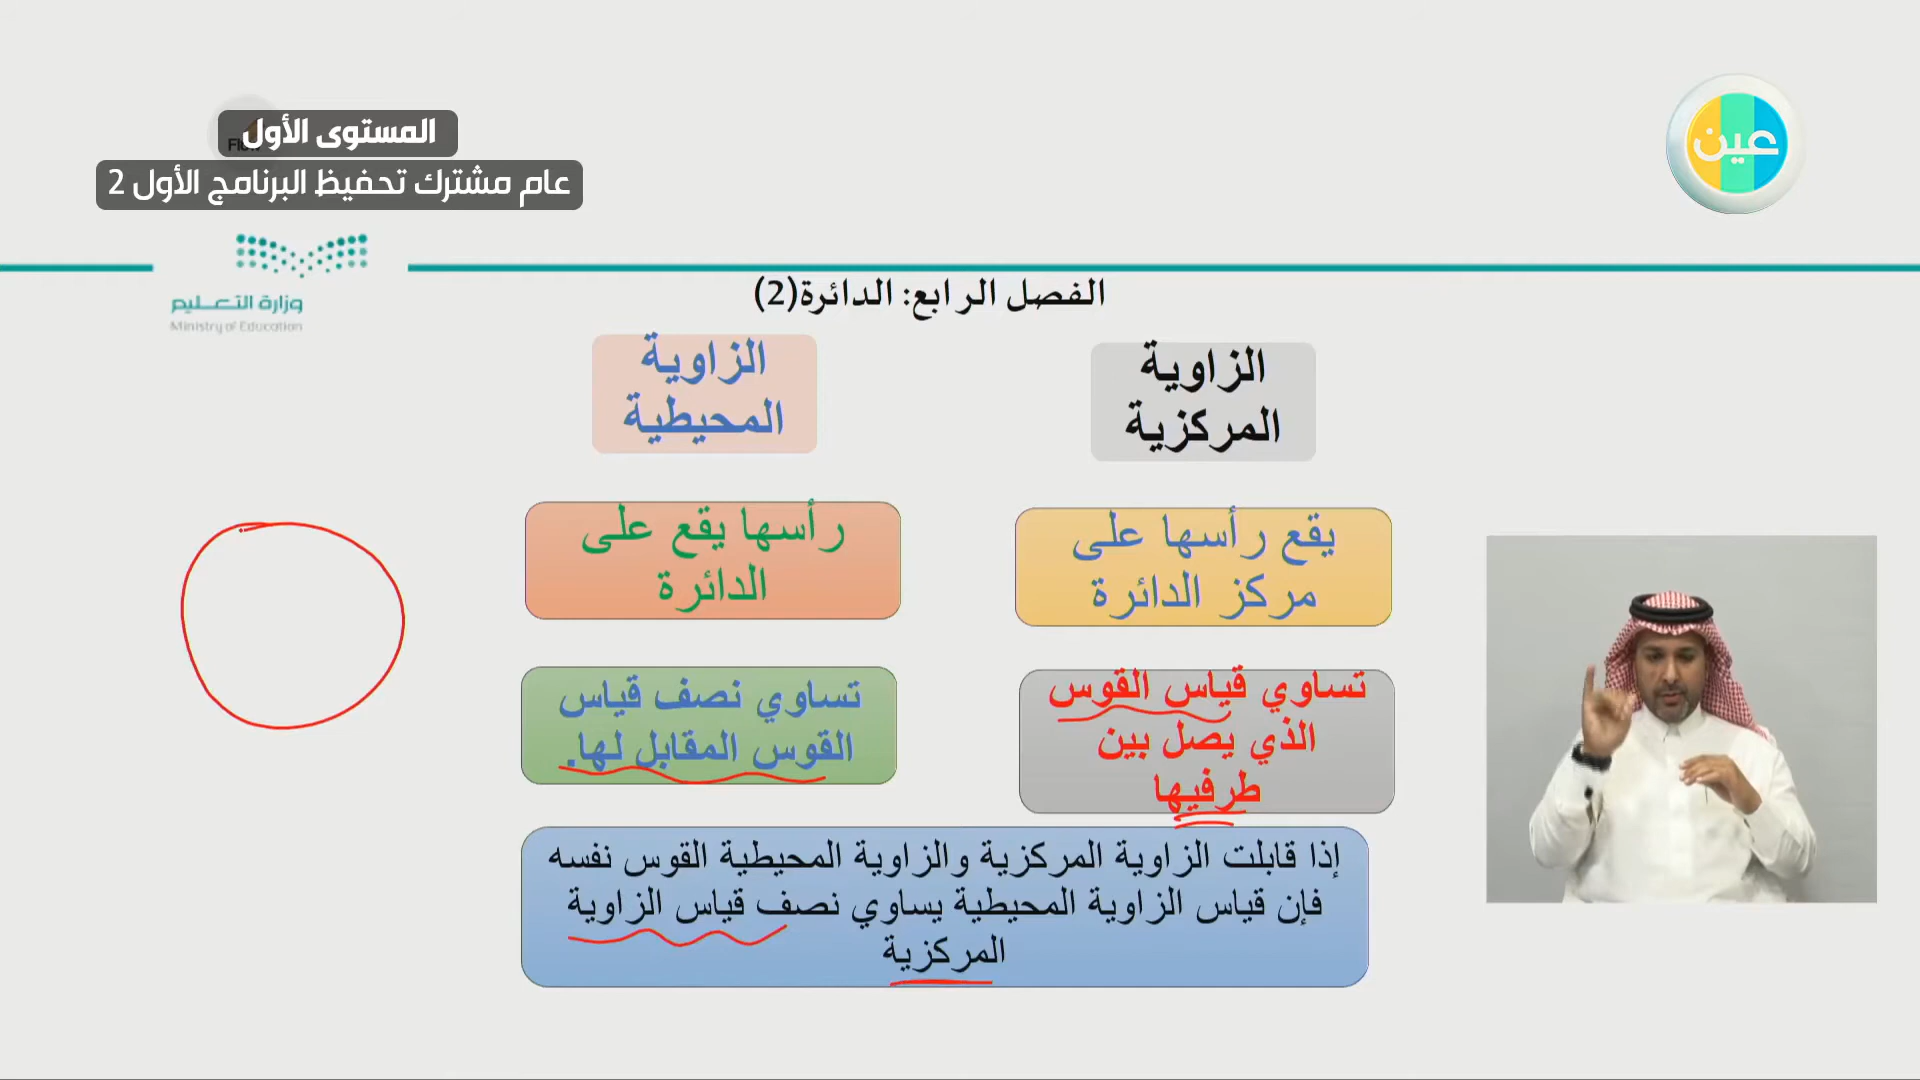 المستوى الأول
عام مشترك تحفيظ البرنامج الأول 2
عين
وزارة التعليم
Ministry of Education
الفصل الرابع: الدائرة(2)
الزاوية
المركزية
الزاوية
المحيطية
يقع رأسها على
مركز الدائرة
رأسها يقع على
الدائرة
تساوي قياس القوس
الذي يصل بين
طرفيها
تساوي نصف قياس
القوس المقابل لها.
إذا قابلت الزاوية المركزية والزاوية المحيطية القوس نفسه
فإن قياس الزاوية المحيطية يساوي نصف قياس الزاوية
المركزية